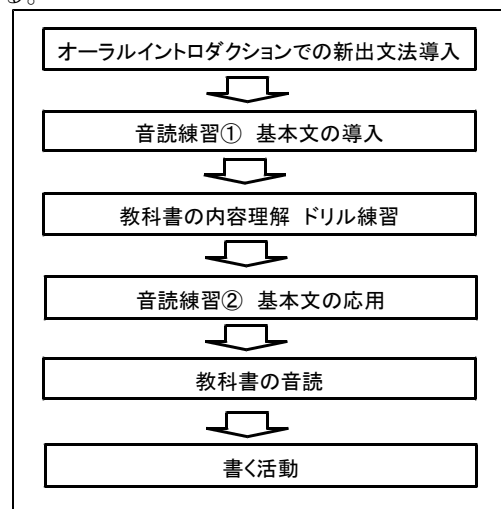 る。
オーラルイントロダクションでの新出文法導入
音読練習① 基本文の導入
教科書の内容理解 ドリル練習
音読練習② 基本文の応用
教科書の音読
書く活動